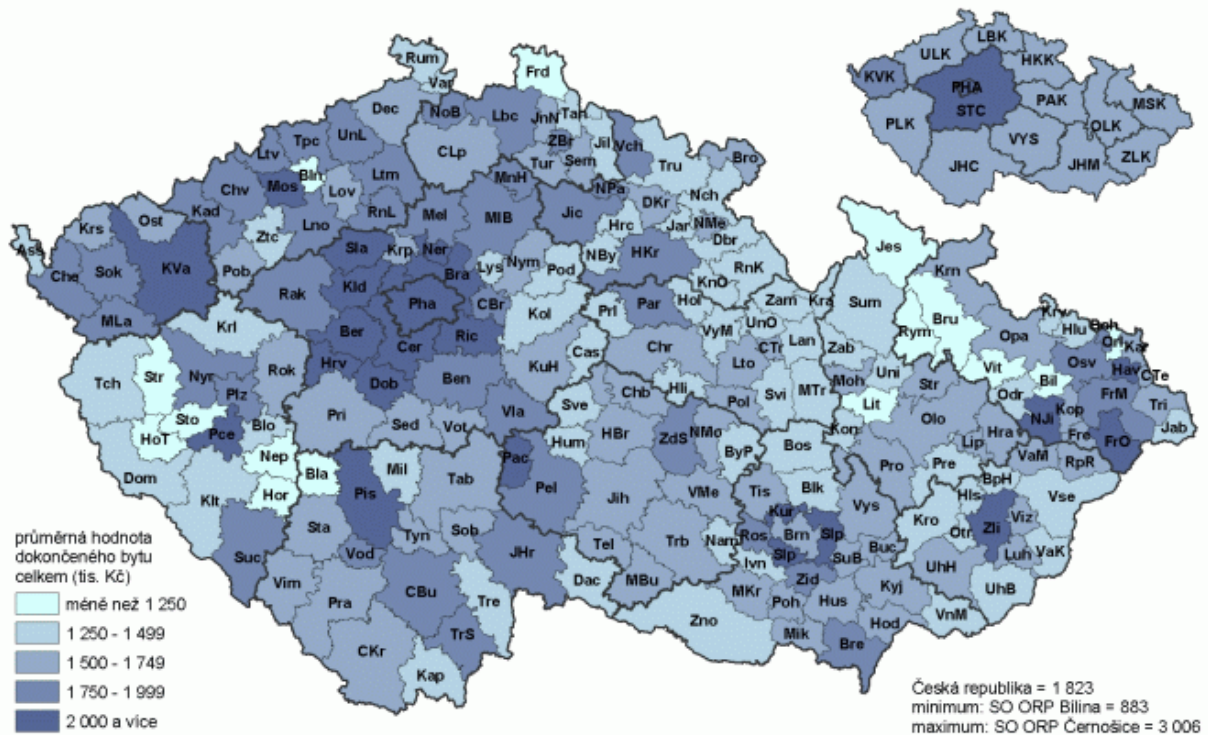 Rum
Frd
Var
Dec
NoB
Lbc
JnN
Tan
Tpc
UnL
ZBr
Jil
Vch
Ltv
CLp
Tur
Sem
Tru
Bro
Bln
Chv
Mos
Lov
Ltm
MnH
NPa
Nch
Kad
RnL
Mel
MlB
Jic
DKr
Krs
Ost
Lno
Hrc
Jar
NMe
Ztc
Sla
Krp
Ner
Dbr
Ass
Che
Sok
KVa
Pob
Bra
Lys
Nym
Pod
NBy
HKr
RnK
Jes
Rak
Kld
Pha
CBr
KnO
Krn
MLa
Krl
Kol
Prl
Par
Hol
Zam
Kra
Sum
Ber
Cer
Ric
VyM
UnO
Rym
Bru
Opa
Krv
Hlu
Boh
Tch
Str
Nyr
Rok
Hrv
Dob
Ben
KuH
Cas
Chr
CTr
Lan
Zab
Orl
Kar
Plz
Lto
Vit
Osv
Hav
CTe
Sto
Pri
Chb
Hli
Svi
MTr
Moh
Uni
Str
Odr
Bil
FrM
HoT
Pce
Blo
Sed
Vot
Vla
Sve
Pol
Lit
Olo
NJi
Kop
Tri
Nep
Hum
HBr
ZdS
NMo
Kon
Hra
Fre
FrO
Jab
Dom
Bla
Mil
Pac
ByP
Bos
Lip
VaM
RpR
Klt
Hor
Pis
Tab
Pel
Jih
VMe
Blk
Pro
Pre
BpH
Hls
Vse
Sta
Tyn
Sob
Tis
Vys
Kro
Zli
Viz
Suc
Vod
JHr
Tel
Trb
Nam
Ros
Kur
Brn
Slp
Otr
Luh
VaK
Vim
CBu
Dac
MBu
Ivn
Slp
SuB
Buc
UhH
UhB
Pra
Tre
MKr
Zid
Kyj
CKr
TrS
Zno
Poh
Hus
Hod
VnM
Kap
Mik
Bre
LBK
ULK
HKK
KVK
PHA
STC
PAK
MSK
PLK
OLK
VYS
JHC
JHM
ZLK
průměrná hodnota
dokončeného bytu
celkem (tis. Kč)
méně než 1 250
1 250 - 1 499
1 500 - 1 749
1 750 - 1 999
2 000 a více
Česká republika = 1 823
minimum: SO ORP Bílina = 883
maximum: SO ORP Černošice = 3 006